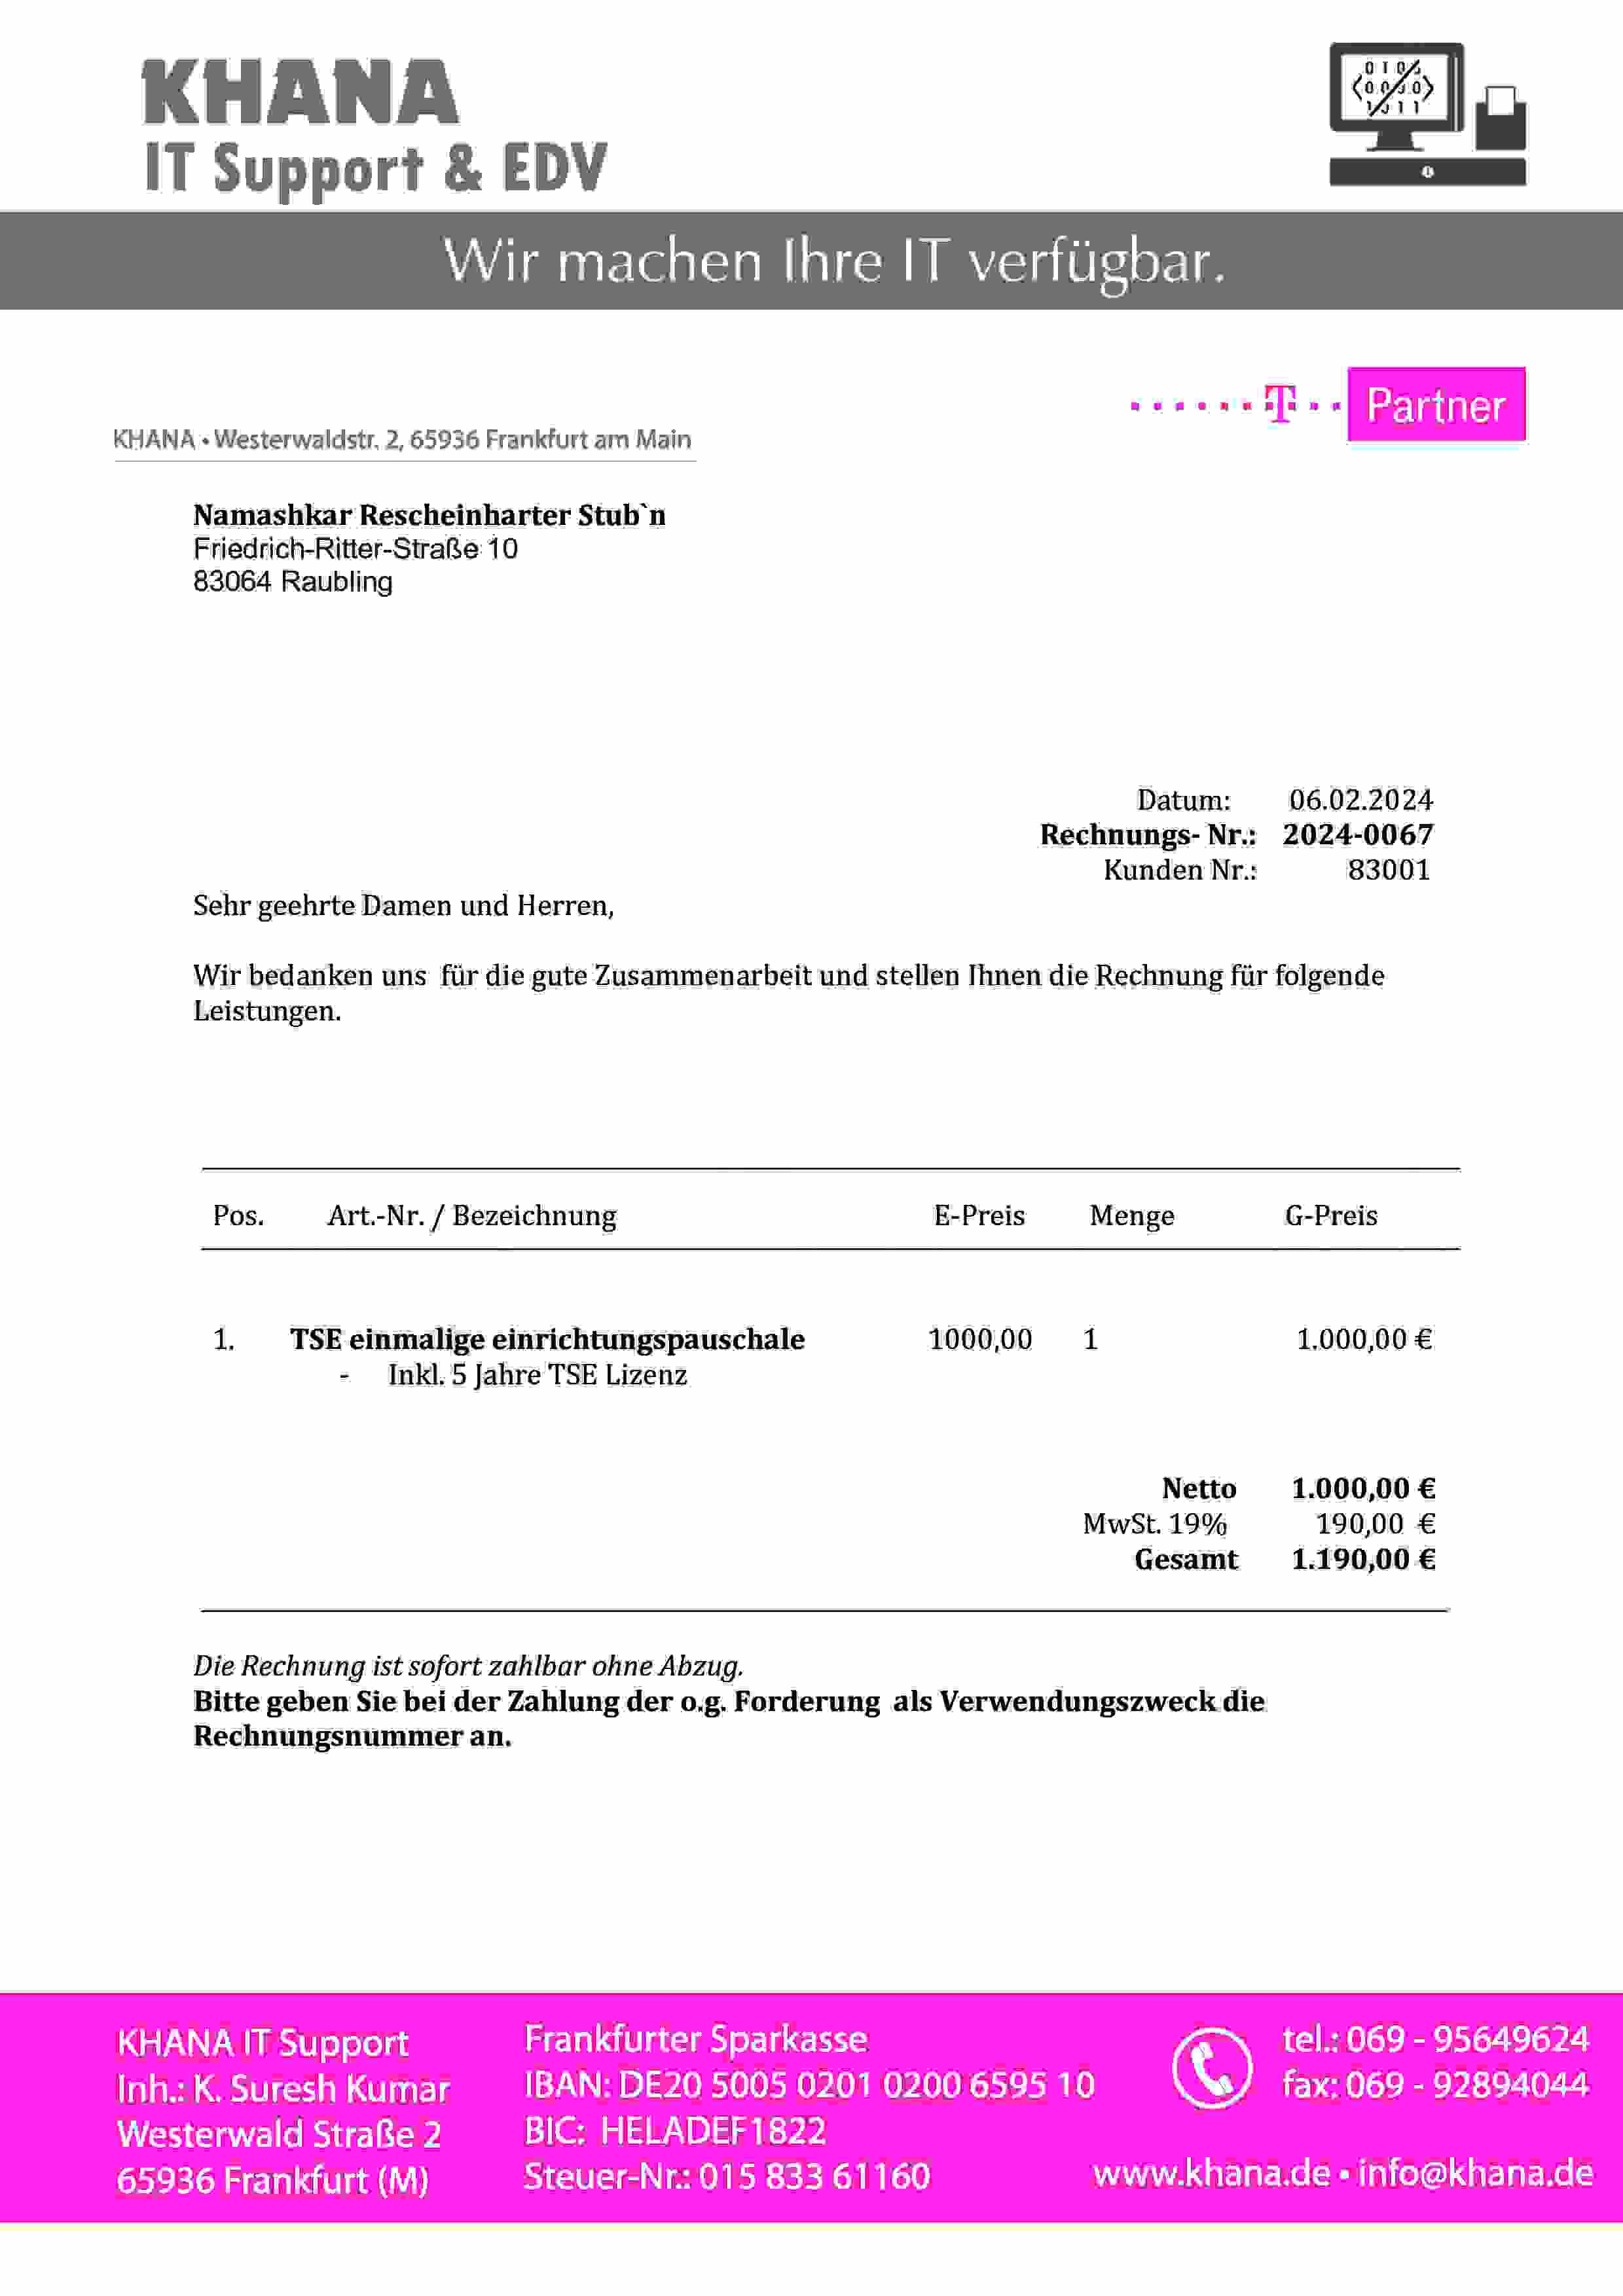 KHANA
IT Support & EDV
Wir machen Ihre IT verfügbar.
T Partner
KHANA • Westerwaldstr. 2, 65936 Frankfurt am Main
Namashkar Rescheinharter Stub`n
Friedrich-Ritter-Straße 10
83064 Raubling
Datum: 06.02.2024
Rechnungs- Nr.: 2024-0067
Kunden Nr.: 83001
Sehr geehrte Damen und Herren,
Wir bedanken uns für die gute Zusammenarbeit und stellen Ihnen die Rechnung für folgende
Leistungen.
Pos. Art.-Nr. / Bezeichnung E-Preis Menge G-Preis
1. TSE einmalige einrichtungspauschale 1000,00 1 1.000,00 €
- Inkl. 5 Jahre TSE Lizenz
Netto 1.000,00 €
MwSt. 19% 190,00 €
Gesamt 1.190,00 €
Die Rechnung ist sofort zahlbar ohne Abzug.
Bitte geben Sie bei der Zahlung der o.g. Forderung als Verwendungszweck die
Rechnungsnummer an.
KHANA IT Support
Inh.: K. Suresh Kumar
Westerwald Straße 2
65936 Frankfurt (M)
Frankfurter Sparkasse
IBAN: DE20 5005 0201 0200 6595 10
BIC: HELADEF1822
Steuer-Nr.: 015 833 61160
tel.: 069 - 95649624
fax: 069 - 92894044
www.khana.de • info@khana.de